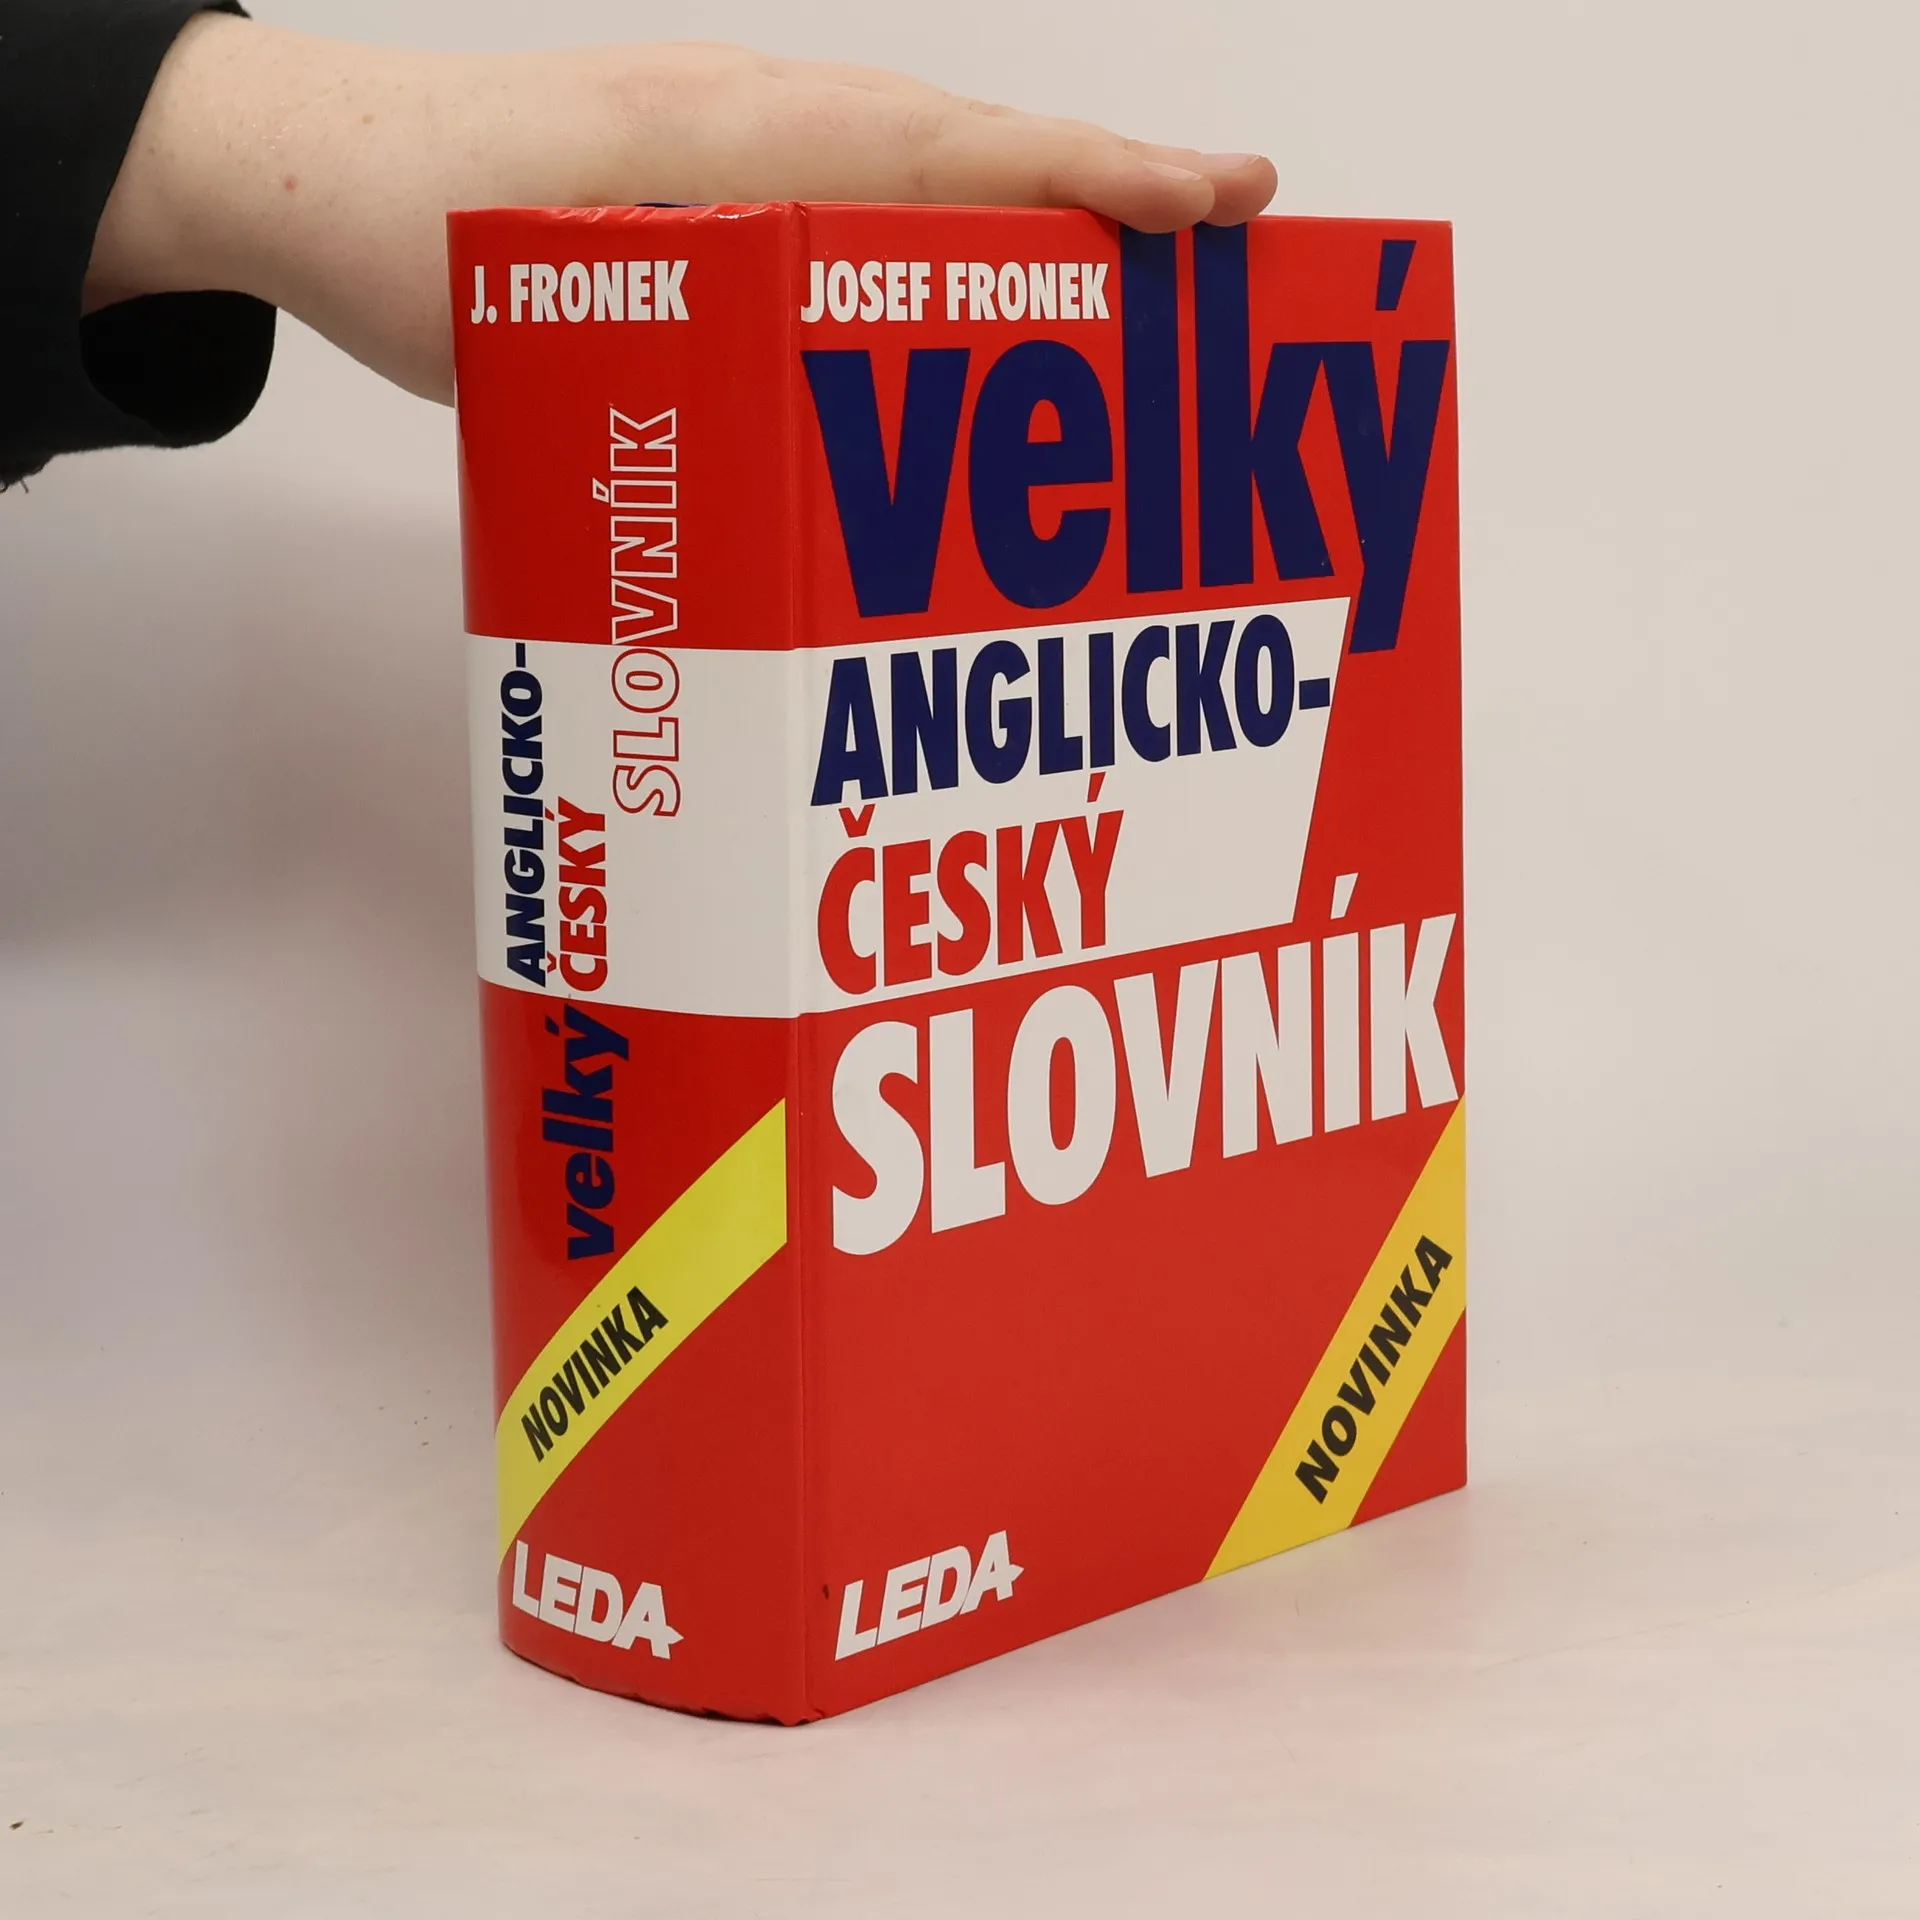 J. FRONEK
velký
ANGLICKO-
ČESKÝ
SLOVNÍK
NOVINKA
LEDA
JOSEF FRONEK
velký
ANGLICKO-
ČESKÝ
SLOVNÍK
NOVINKA
LEDA